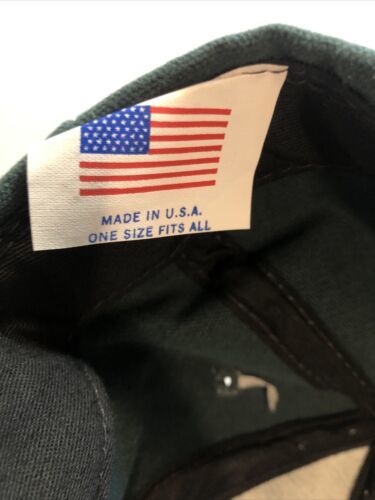 MADE IN U.S.A.
ONE SIZE FITS ALL